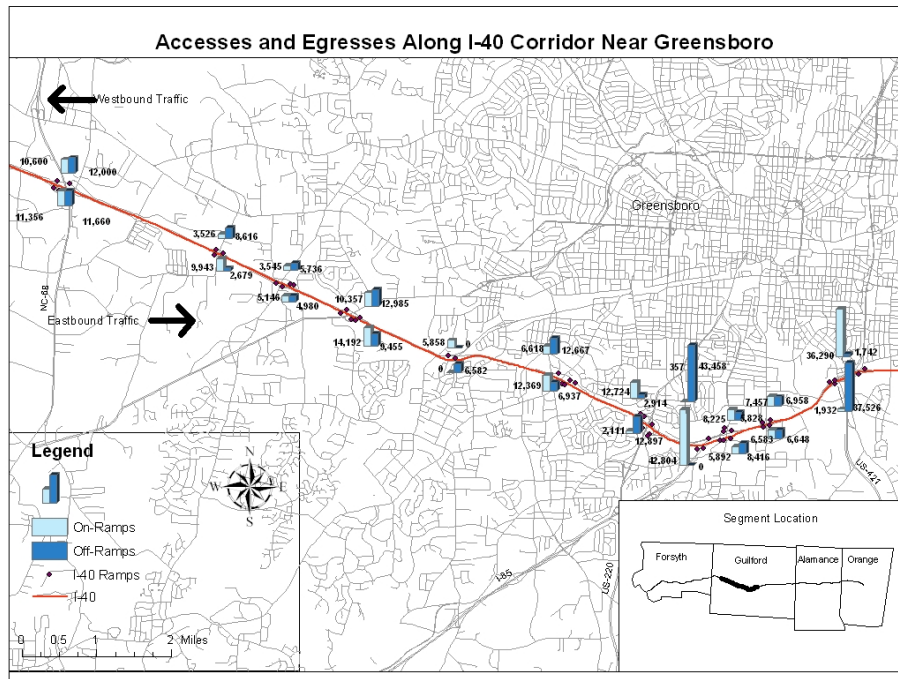 Accesses and Egresses Along I-40 Corridor Near Greensboro
Westbound Traffic
10,600
12,000
11,356
11,660
NC-68
Greensboro
3,526
8,616
9,943
2,679
3,545
5,736
5,146
4,980
Eastbound Traffic
10,357
12,985
14,192
9,455
5,858
0
0
6,582
6,618
12,667
12,369
6,937
12,724
2,914
2,111
12,897
357
43,458
42,804
0
8,225
8,828
5,892
8,416
7,457
6,958
6,583
6,648
36,290
1,742
1,932
37,526
I-85
US-220
US-421
Legend
On-Ramps
Off-Ramps
I-40 Ramps
I-40
0 0.5 1 2 Miles
N
W E
S
Segment Location
Forsyth
Guilford
Alamance
Orange